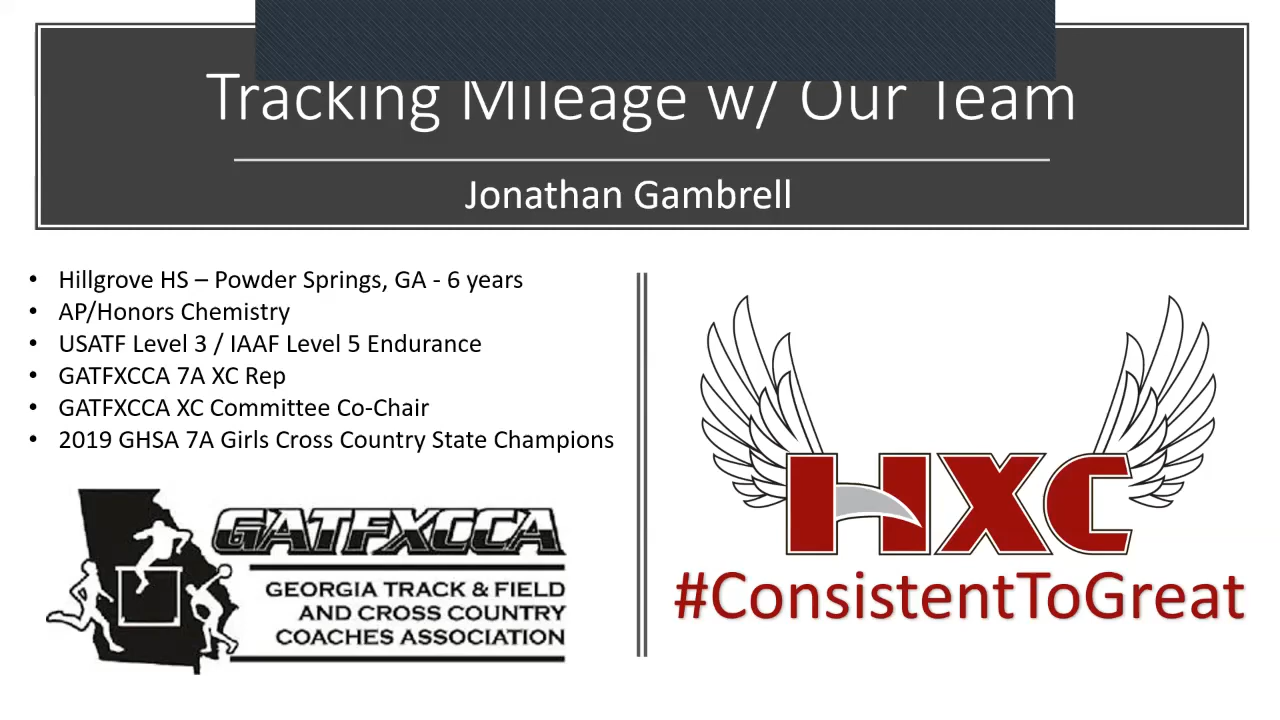 Tracking Mileage w/ Our Team
Jonathan Gambrell
• Hillgrove HS – Powder Springs, GA - 6 years
• AP/Honors Chemistry
• USATF Level 3 / IAAF Level 5 Endurance
• GATFXCCA 7A XC Rep
• GATFXCCA XC Committee Co-Chair
• 2019 GHSA 7A Girls Cross Country State Champions
GATFXCCA
GEORGIA TRACK & FIELD
AND CROSS COUNTRY
COACHES ASSOCIATION
HXC
#ConsistentToGreat